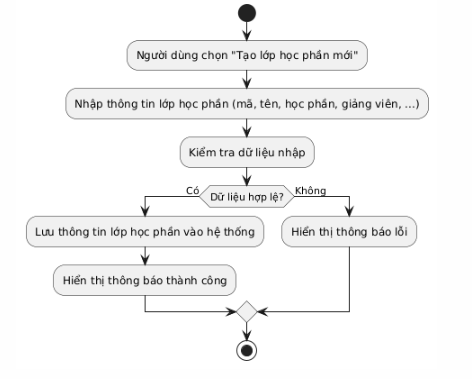 Người dùng chọn "Tạo lớp học phần mới"
Nhập thông tin lớp học phần (mã, tên, học phần, giảng viên, ...)
Kiểm tra dữ liệu nhập
Có
Dữ liệu hợp lệ?
Không
Lưu thông tin lớp học phần vào hệ thống
Hiển thị thông báo lỗi
Hiển thị thông báo thành công